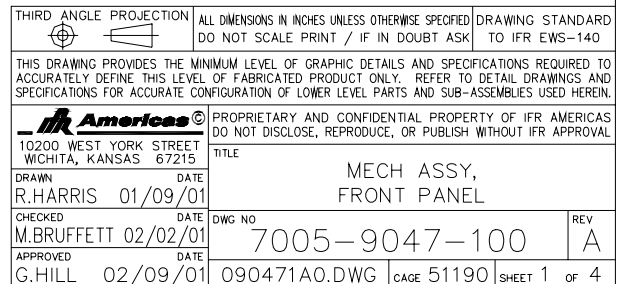 THIRD ANGLE PROJECTION
ALL DIMENSIONS IN INCHES UNLESS OTHERWISE SPECIFIED
DO NOT SCALE PRINT / IF IN DOUBT ASK
DRAWING STANDARD
TO IFR EWS-140
THIS DRAWING PROVIDES THE MINIMUM LEVEL OF GRAPHIC DETAILS AND SPECIFICATIONS REQUIRED TO
ACCURATELY DEFINE THIS LEVEL OF FABRICATED PRODUCT ONLY. REFER TO DETAIL DRAWINGS AND
SPECIFICATIONS FOR ACCURATE CONFIGURATION OF LOWER LEVEL PARTS AND SUB-ASSEMBLIES USED HEREIN.
IFR Americas ©
10200 WEST YORK STREET
WICHITA, KANSAS 67215
PROPRIETARY AND CONFIDENTIAL PROPERTY OF IFR AMERICAS
DO NOT DISCLOSE, REPRODUCE, OR PUBLISH WITHOUT IFR APPROVAL
DRAWN DATE
R.HARRIS 01/09/01
TITLE
MECH ASSY,
FRONT PANEL
CHECKED DATE
M.BRUFFETT 02/02/01
DWG NO
7005-9047-100
REV
A
APPROVED DATE
G.HILL 02/09/01
090471A0.DWG
CAGE 51190
SHEET 1 OF 4